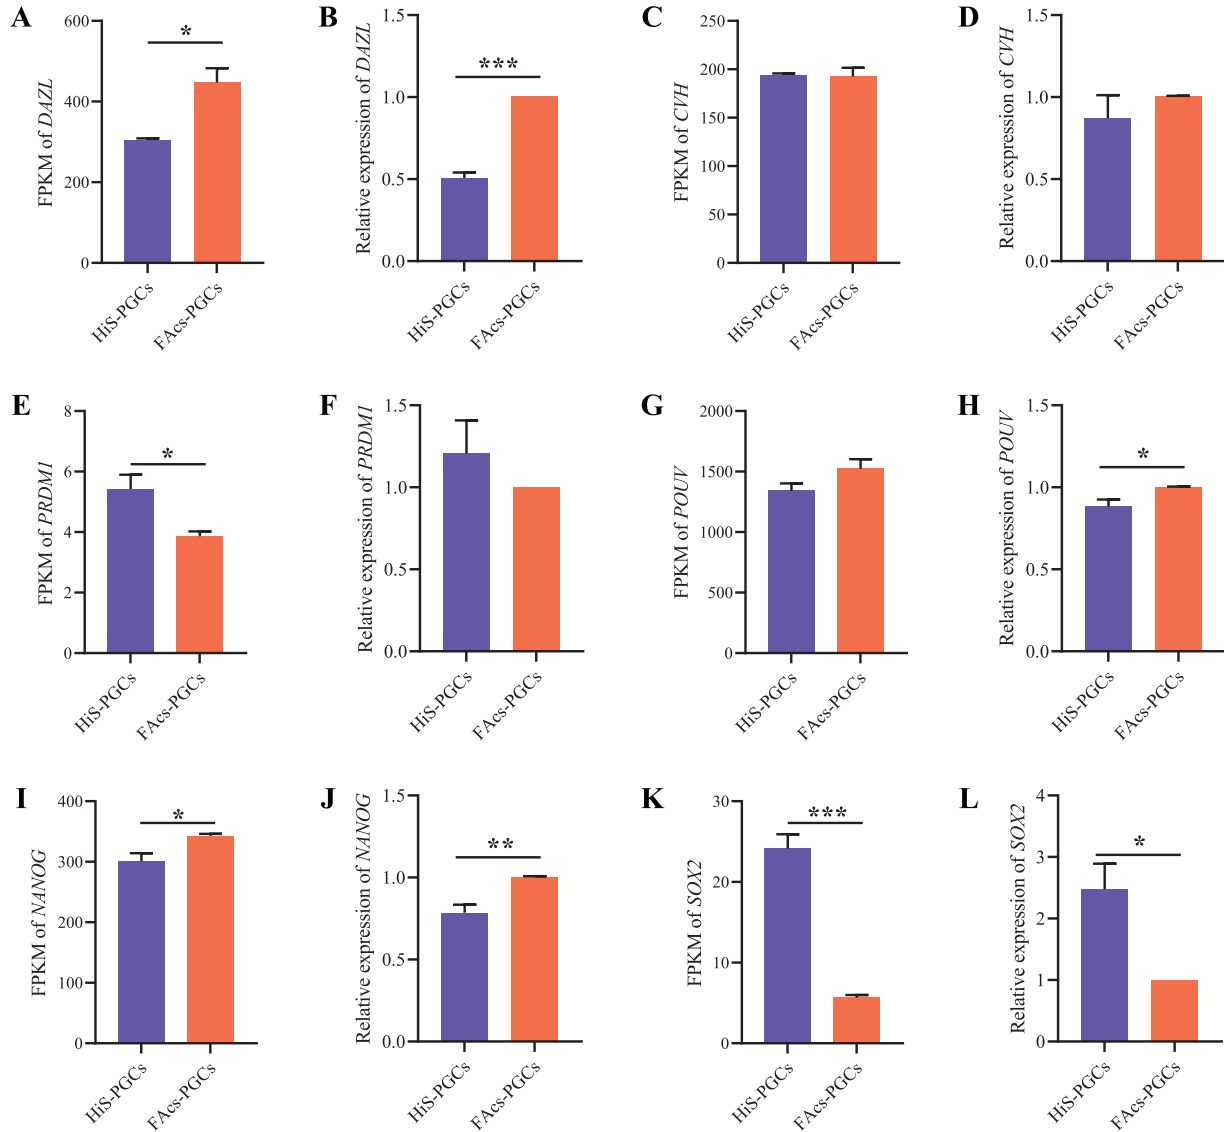 A
FPKM of DAZL
600
400
200
0
*
HiS-PGCs
FAcs-PGCs
B
Relative expression of DAZL
1.5
1.0
0.5
0.0
***
HiS-PGCs
FAcs-PGCs
C
FPKM of CVH
250
200
150
100
50
0
HiS-PGCs
FAcs-PGCs
D
Relative expression of CVH
1.5
1.0
0.5
0.0
HiS-PGCs
FAcs-PGCs
E
FPKM of PRDM1
8
6
4
2
0
*
HiS-PGCs
FAcs-PGCs
F
Relative expression of PRDM1
1.5
1.0
0.5
0.0
HiS-PGCs
FAcs-PGCs
G
FPKM of POUV
2000
1500
1000
500
0
HiS-PGCs
FAcs-PGCs
H
Relative expression of POUV
1.5
1.0
0.5
0.0
*
HiS-PGCs
FAcs-PGCs
I
FPKM of NANOG
400
300
200
100
0
*
HiS-PGCs
FAcs-PGCs
J
Relative expression of NANOG
1.5
1.0
0.5
0.0
**
HiS-PGCs
FAcs-PGCs
K
FPKM of SOX2
30
20
10
0
***
HiS-PGCs
FAcs-PGCs
L
Relative expression of SOX2
4
3
2
1
0
*
HiS-PGCs
FAcs-PGCs